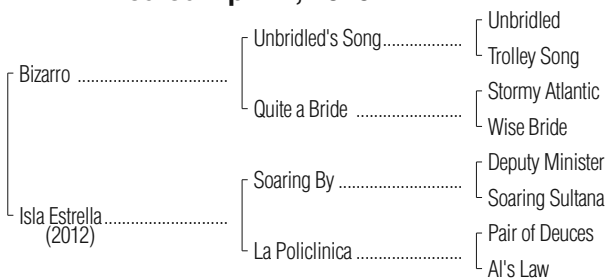 Unbridled
Unbridled's Song..................
Trolley Song
Bizarro ................................
Stormy Atlantic
Quite a Bride ........................
Wise Bride
Deputy Minister
Soaring By ............................
Soaring Sultana
Isla Estrella..........................
(2012)
Pair of Deuces
La Policlinica ........................
Al's Law